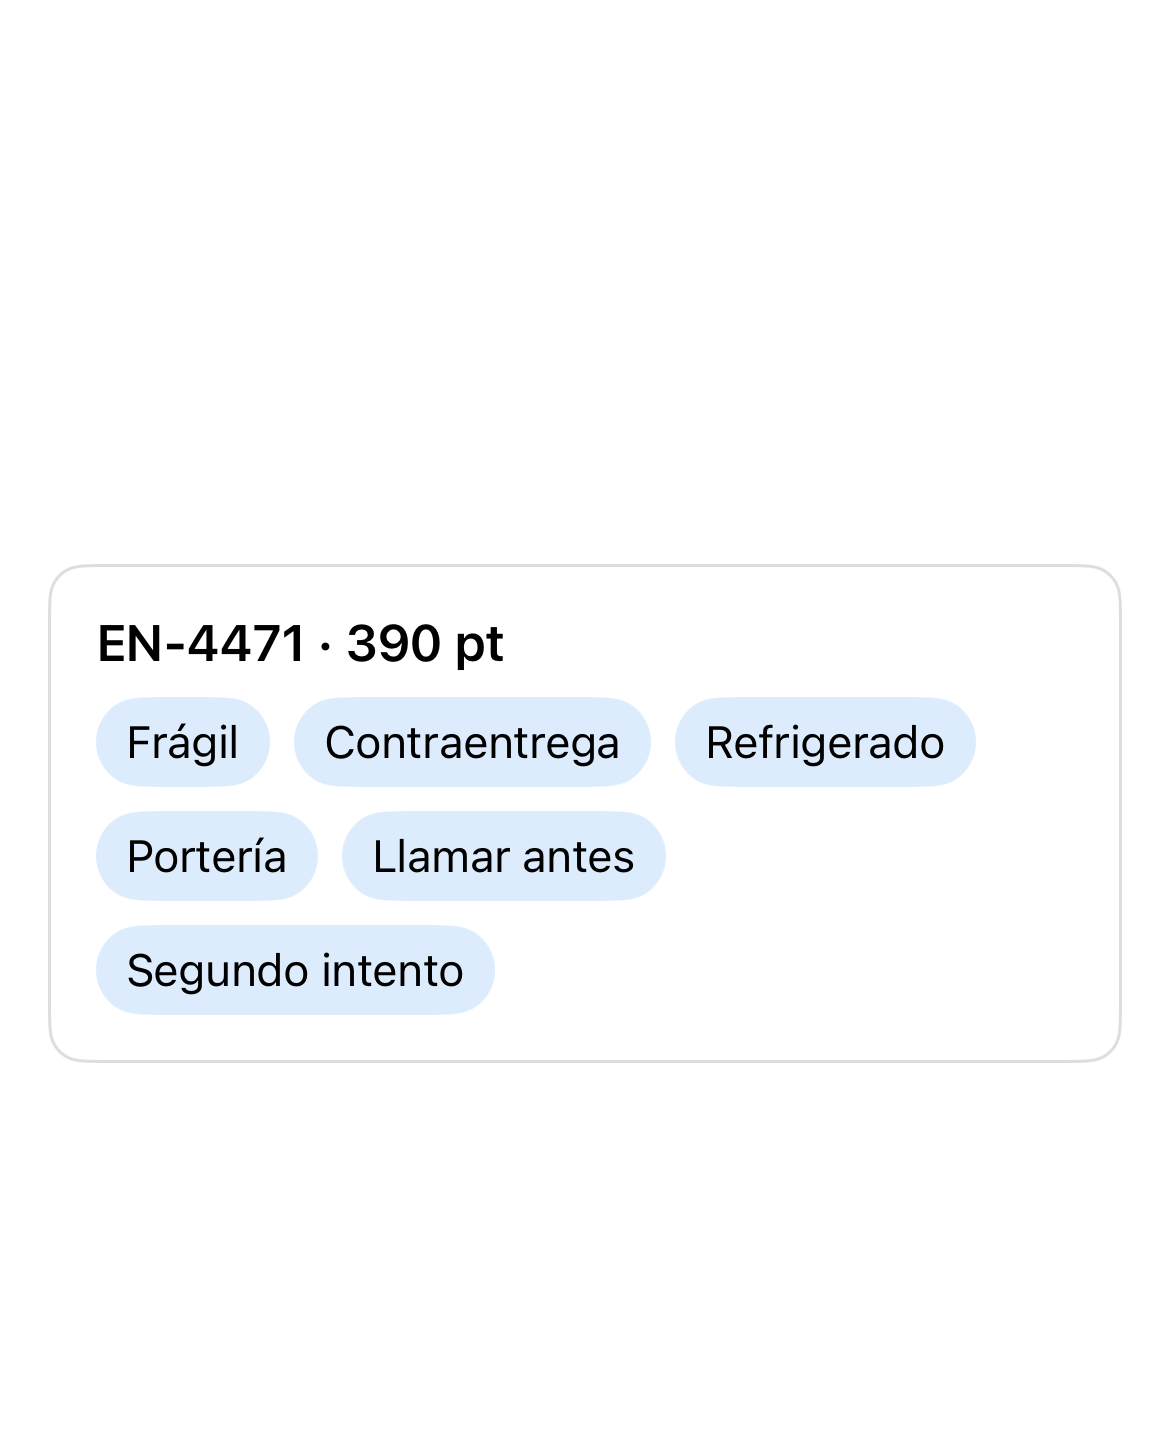 EN-4471 · 390 pt
Frágil Contraentrega Refrigerado
Portería Llamar antes
Segundo intento